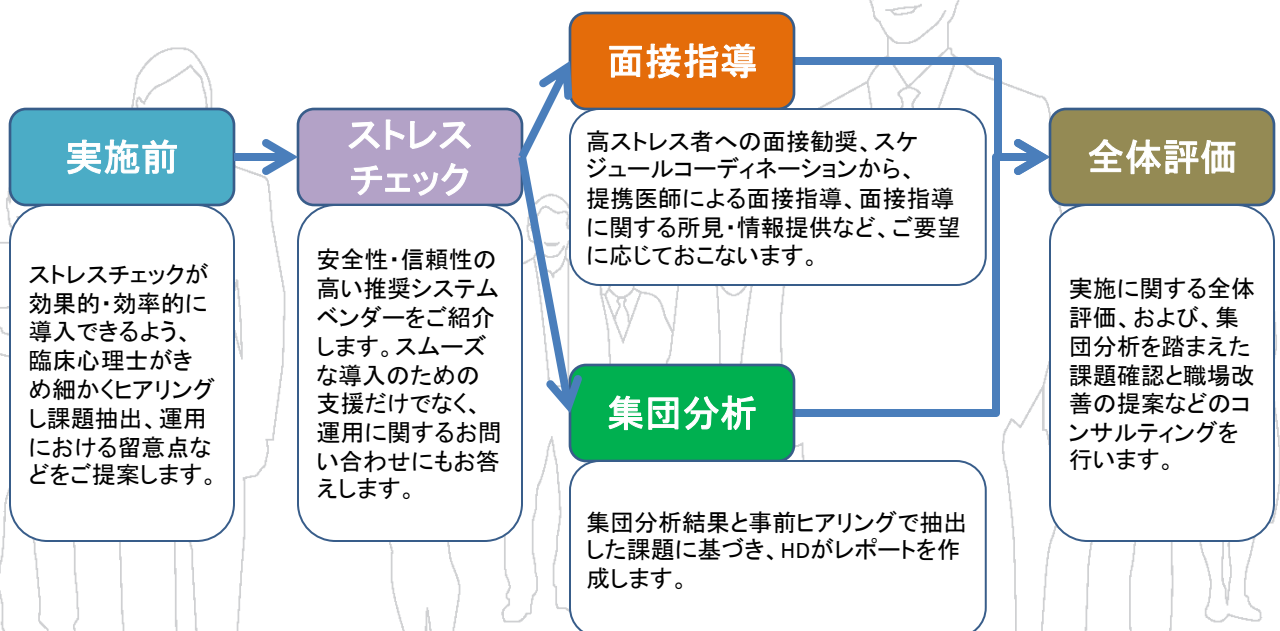 実施前
ストレスチェックが
効果的・効率的に
導入できるよう、
臨床心理士がき
め細かくヒアリング
し課題抽出、運用
における留意点な
どをご提案します。
ストレス
チェック
安全性・信頼性の
高い推奨システム
ベンダーをご紹介
します。スムーズ
な導入のための
支援だけでなく、
運用に関するお問
い合わせにもお答
えします。
面接指導
高ストレス者への面接勧奨、スケ
ジュールコーディネーションから、
提携医師による面接指導、面接指導
に関する所見・情報提供など、ご要望
に応じておこないます。
集団分析
集団分析結果と事前ヒアリングで抽出
した課題に基づき、HDがレポートを作
成します。
全体評価
実施に関する全体
評価、および、集
団分析を踏まえた
課題確認と職場改
善の提案などのコ
ンサルティングを
行います。